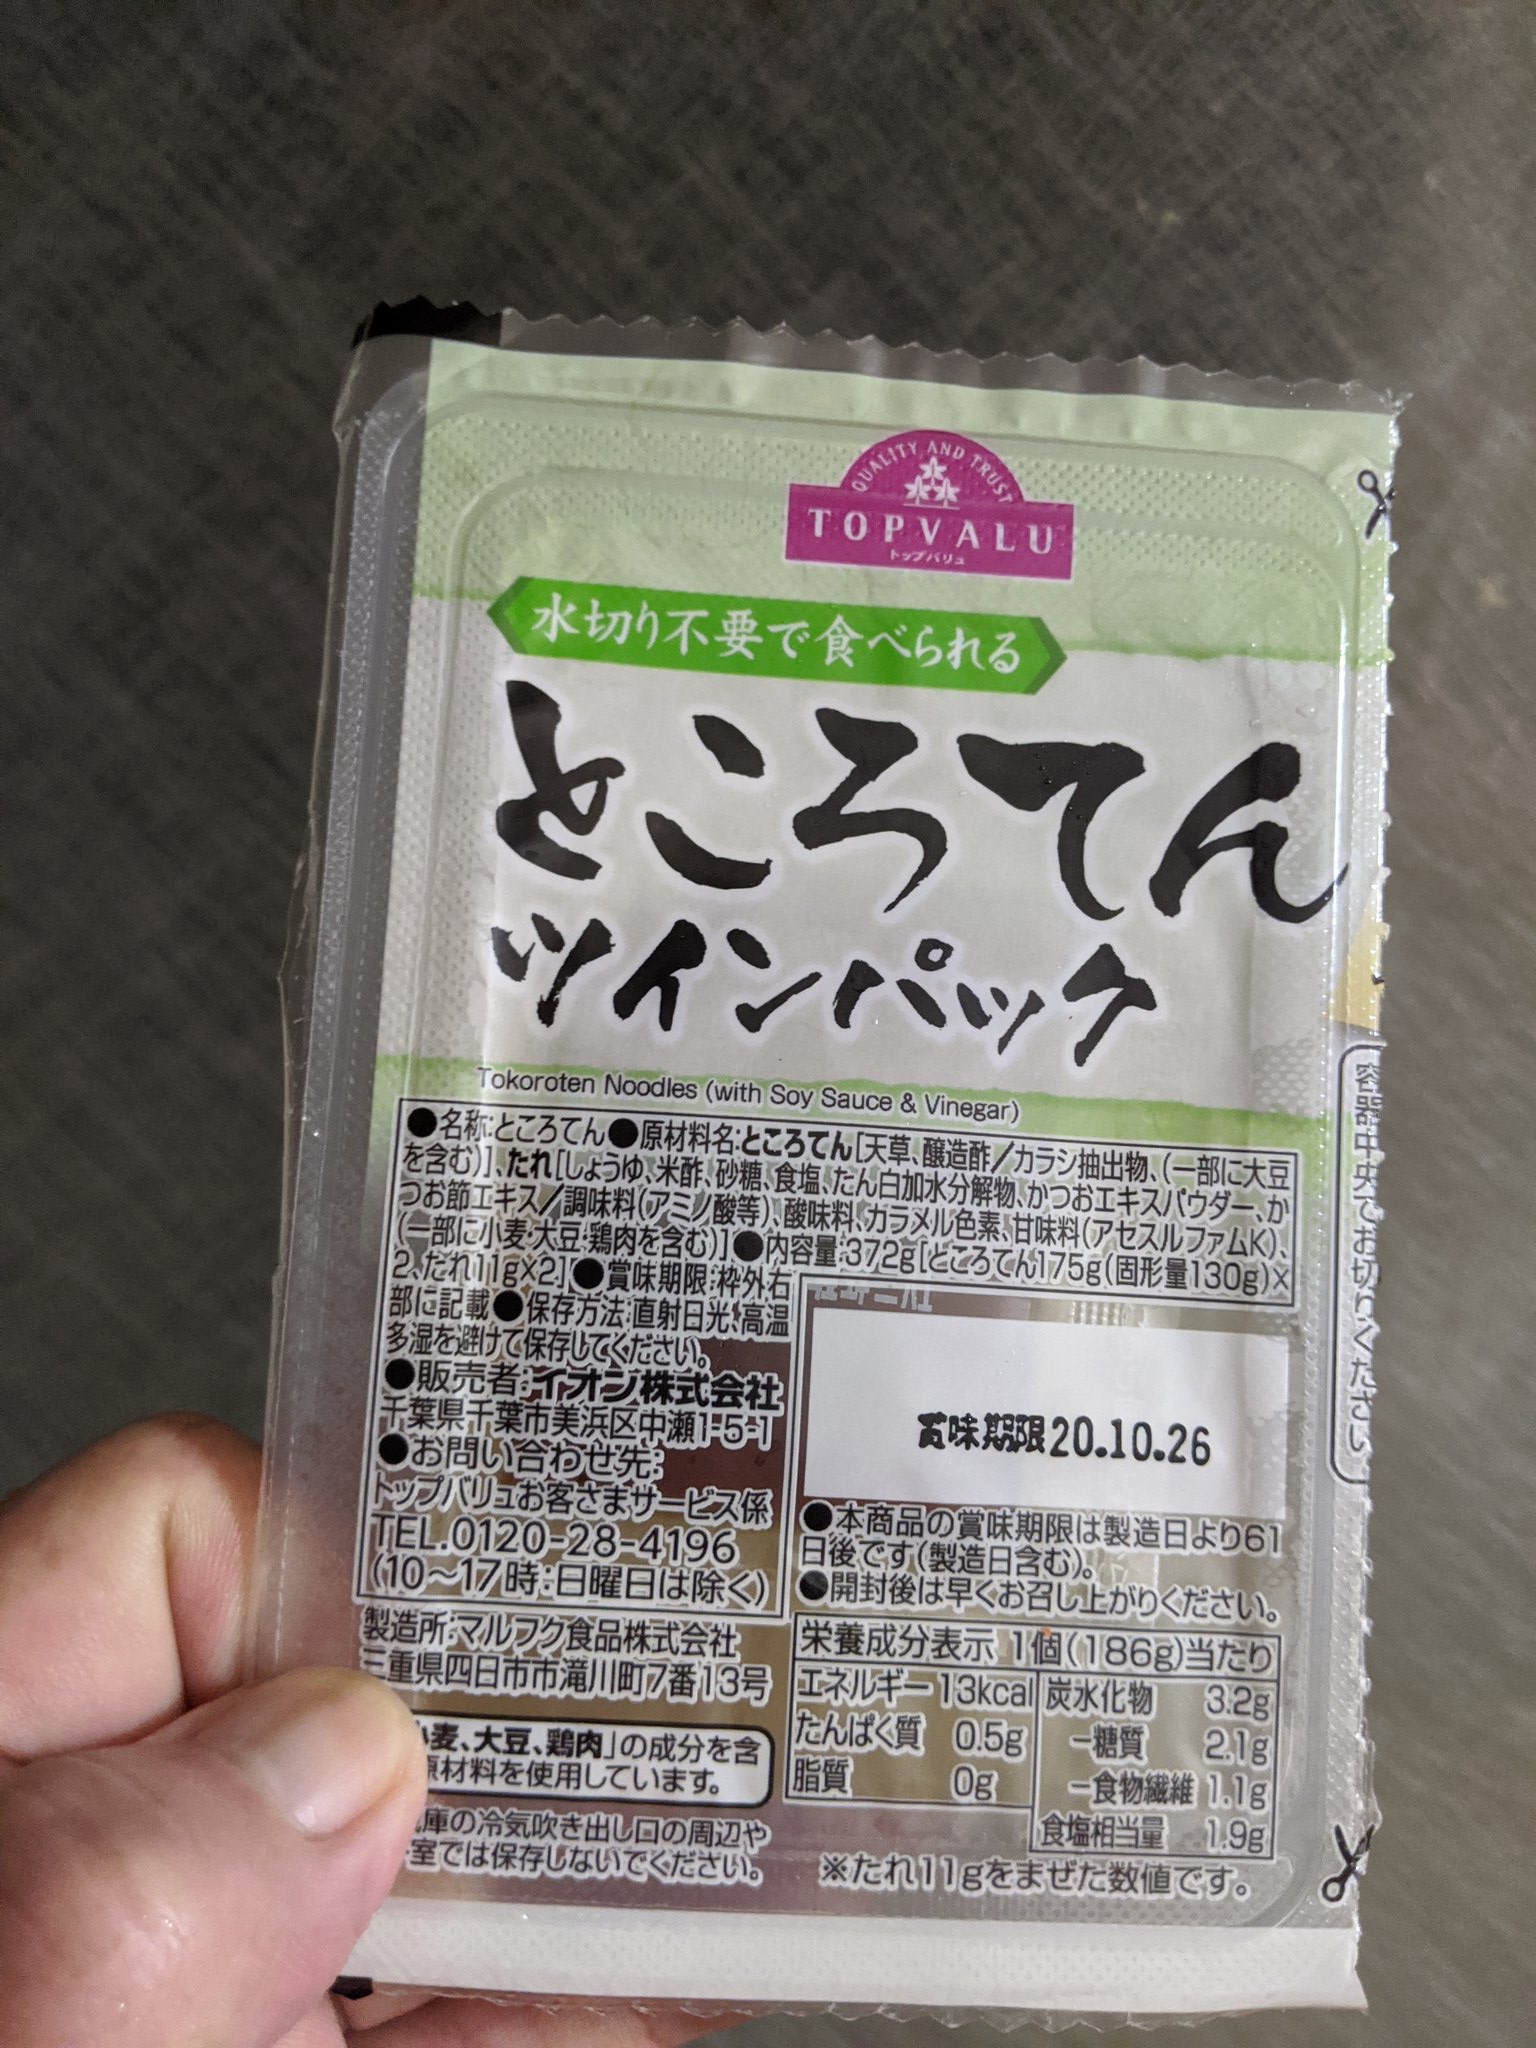 QUALITY AND TRUST
TOPVALU
トップバリュ
水切り不要で食べられる
ところてん
ツインパック
Tokoroten Noodles (with Soy Sauce & Vinegar)
●名称:ところてん●原材料名:ところてん[天草、醸造酢/カラシ抽出物、(一部に大豆
を含む)]、たれ[しょうゆ、米酢、砂糖、食塩、たん白加水分解物、かつおエキスパウダー、か
つお節エキス/調味料(アミノ酸等)、酸味料、カラメル色素、甘味料(アセスルファムK)、
(一部に小麦・大豆・鶏肉を含む)]●内容量:372g[ところてん175g(固形量130g)×
2、たれ11g×2]●賞味期限:枠外右
部に記載●保存方法:直射日光、高温
多湿を避けて保存してください。
●販売者:イオン株式会社
千葉県千葉市美浜区中瀬1-5-1
●お問い合わせ先:
トップバリュお客さまサービス係
TEL.0120-28-4196
(10〜17時:日曜日は除く)
製造所:マルフク食品株式会社
三重県四日市市滝川町7番13号
麦、大豆、鶏肉」の成分を含
原材料を使用しています。
庫の冷気吹き出し口の周辺や
室では保存しないでください。
賞味期限20.10.26
●本商品の賞味期限は製造日より61
日後です(製造日含む)。
●開封後は早くお召し上がりください。
栄養成分表示 1個(186g)当たり
エネルギー 13kcal
たんぱく質 0.5g
脂質 0g
炭水化物 3.2g
−糖質 2.1g
−食物繊維 1.1g
食塩相当量 1.9g
※たれ11gをまぜた数値です。
容器中央でお切りください